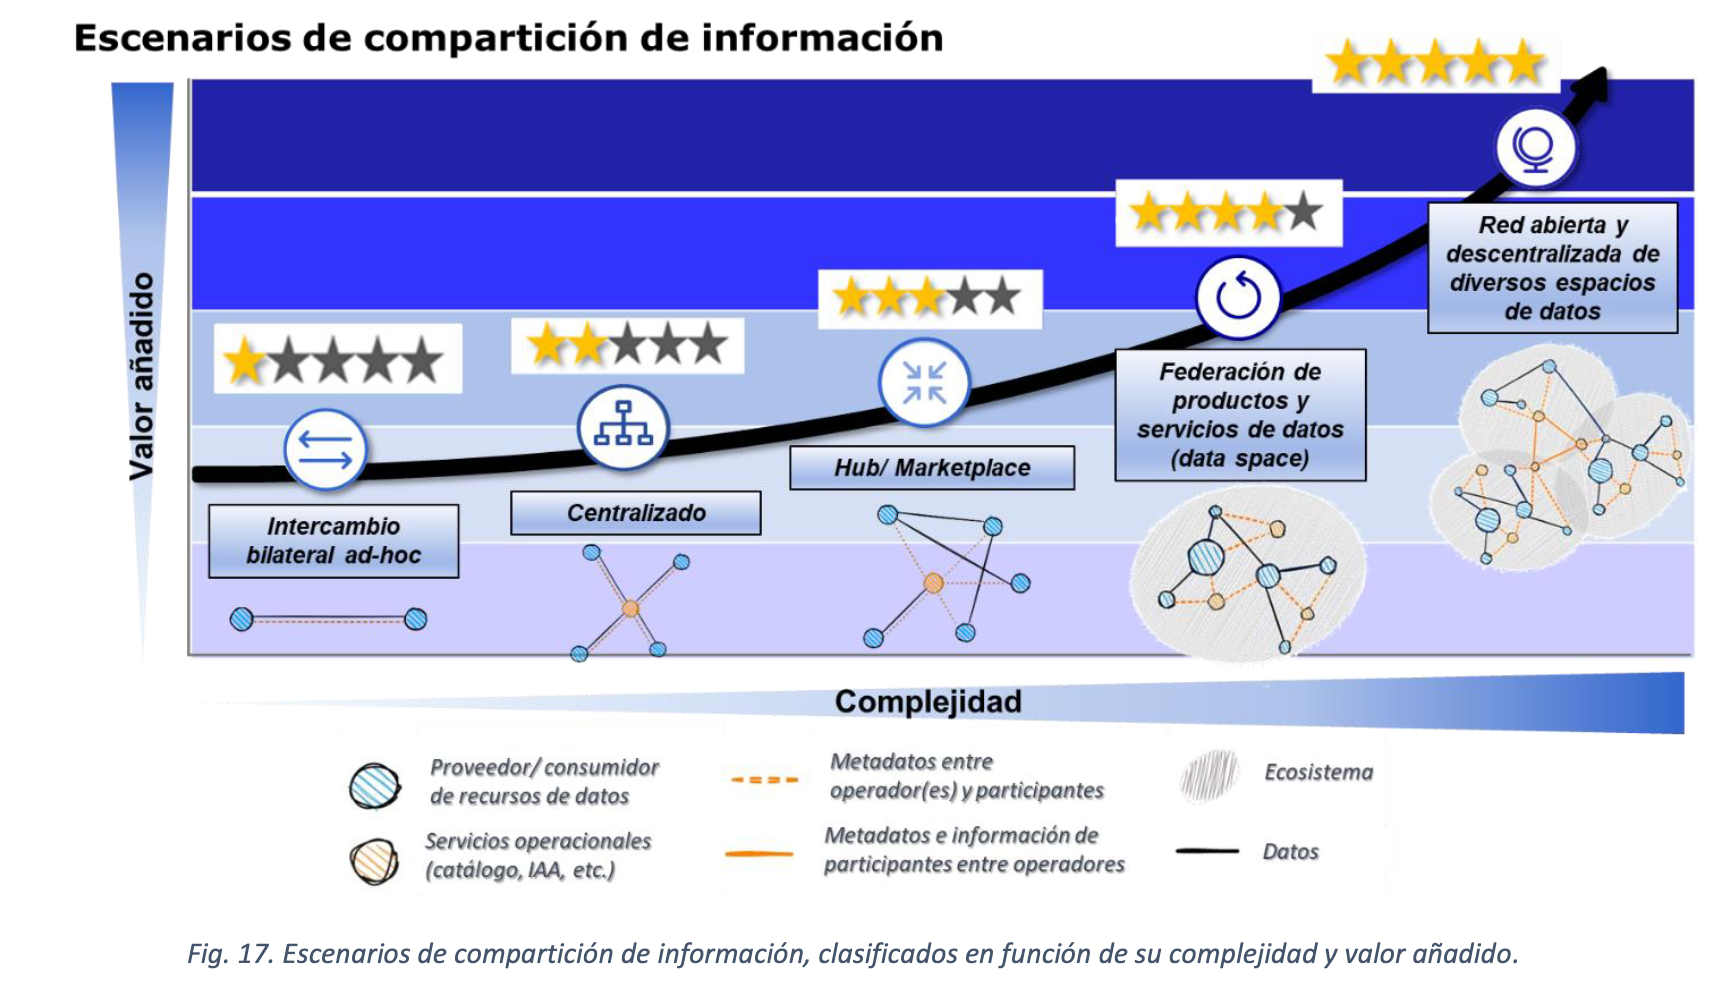 Escenarios de compartición de información
Valor añadido
Intercambio
bilateral ad-hoc
Centralizado
Hub/ Marketplace
Federación de
productos y
servicios de datos
(data space)
Red abierta y
descentralizada de
diversos espacios
de datos
Complejidad
Proveedor/ consumidor
de recursos de datos
Servicios operacionales
(catálogo, IAA, etc.)
Metadatos entre
operador(es) y participantes
Metadatos e información de
participantes entre operadores
Ecosistema
Datos
Fig. 17. Escenarios de compartición de información, clasificados en función de su complejidad y valor añadido.